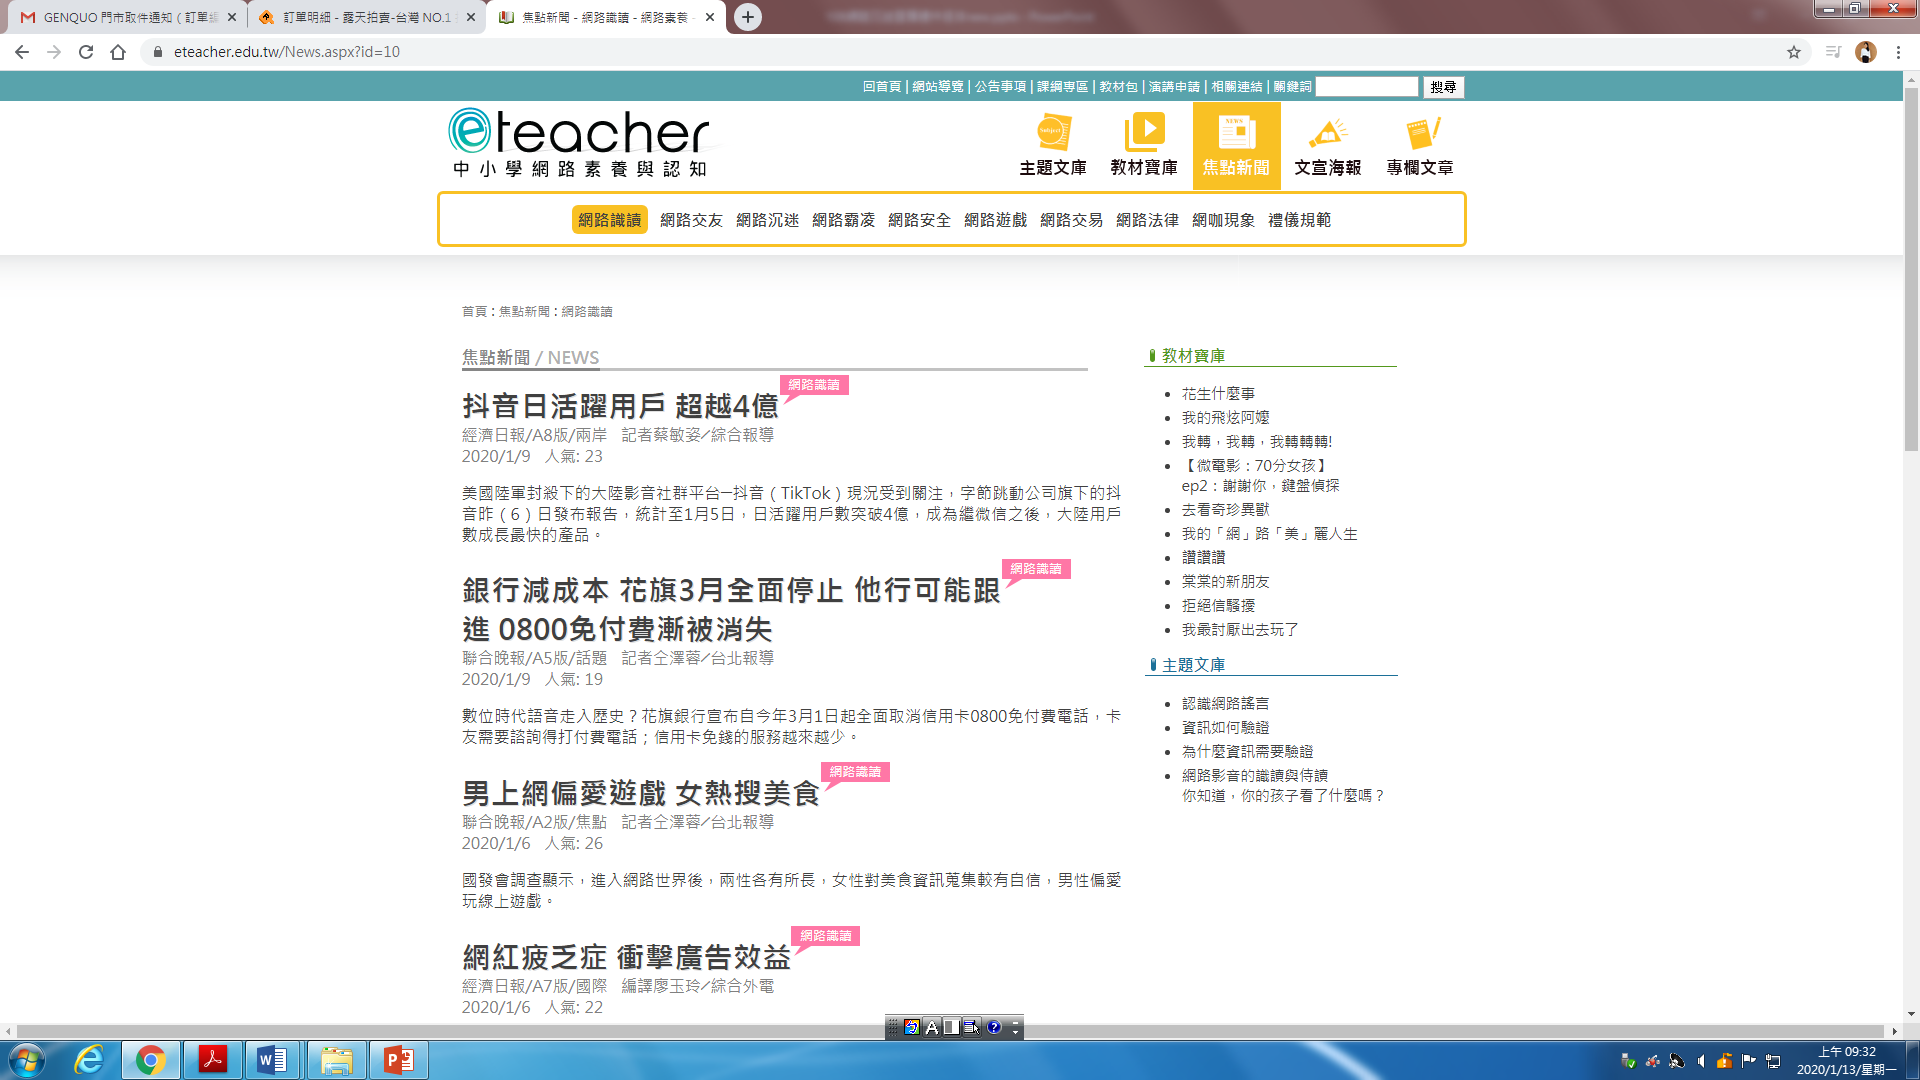 GENQUO 門市取件通知（訂單編
訂單明細 - 露天拍賣-台灣 NO.1
焦點新聞 - 網路識讀 - 網路素養 -
eteacher.edu.tw/News.aspx?id=10
回首頁 | 網站導覽 | 公告事項 | 課綱專區 | 教材包 | 演講申請 | 相關連結 | 關鍵詞 搜尋
eteacher
中小學網路素養與認知
NEWS
主題文庫 教材寶庫 焦點新聞 文宣海報 專欄文章
網路識讀 網路交友 網路沉迷 網路霸凌 網路安全 網路遊戲 網路交易 網路法律 網咖現象 禮儀規範
首頁 : 焦點新聞 : 網路識讀
焦點新聞 / NEWS
網路識讀
抖音日活躍用戶 超越4億
經濟日報/A8版/兩岸 記者蔡敏姿╱綜合報導
2020/1/9 人氣: 23
美國陸軍封殺下的大陸影音社群平台─抖音（TikTok）現況受到關注，字節跳動公司旗下的抖
音昨（6）日發布報告，統計至1月5日，日活躍用戶數突破4億，成為繼微信之後，大陸用戶
數成長最快的產品。
網路識讀
銀行減成本 花旗3月全面停止 他行可能跟
進 0800免付費漸被消失
聯合晚報/A5版/話題 記者仝澤蓉╱台北報導
2020/1/9 人氣: 19
數位時代語音走入歷史？花旗銀行宣布自今年3月1日起全面取消信用卡0800免付費電話，卡
友需要諮詢得打付費電話；信用卡免錢的服務越來越少。
網路識讀
男上網偏愛遊戲 女熱搜美食
聯合晚報/A2版/焦點 記者仝澤蓉╱台北報導
2020/1/6 人氣: 26
國發會調查顯示，進入網路世界後，兩性各有所長，女性對美食資訊蒐集較有自信，男性偏愛
玩線上遊戲。
網路識讀
網紅疲乏症 衝擊廣告效益
經濟日報/A7版/國際 編譯廖玉玲╱綜合外電
2020/1/6 人氣: 22
教材寶庫
花生什麼事
我的飛炫阿嬤
我轉，我轉，我轉轉轉!
【微電影：70分女孩】
ep2：謝謝你，鍵盤偵探
去看奇珍異獸
我的「網」路「美」麗人生
讚讚讚
棠棠的新朋友
拒絕信騷擾
我最討厭出去玩了
主題文庫
認識網路謠言
資訊如何驗證
為什麼資訊需要驗證
網路影音的識讀與侍讀
你知道，你的孩子看了什麼嗎？
上午 09:32
2020/1/13/星期一